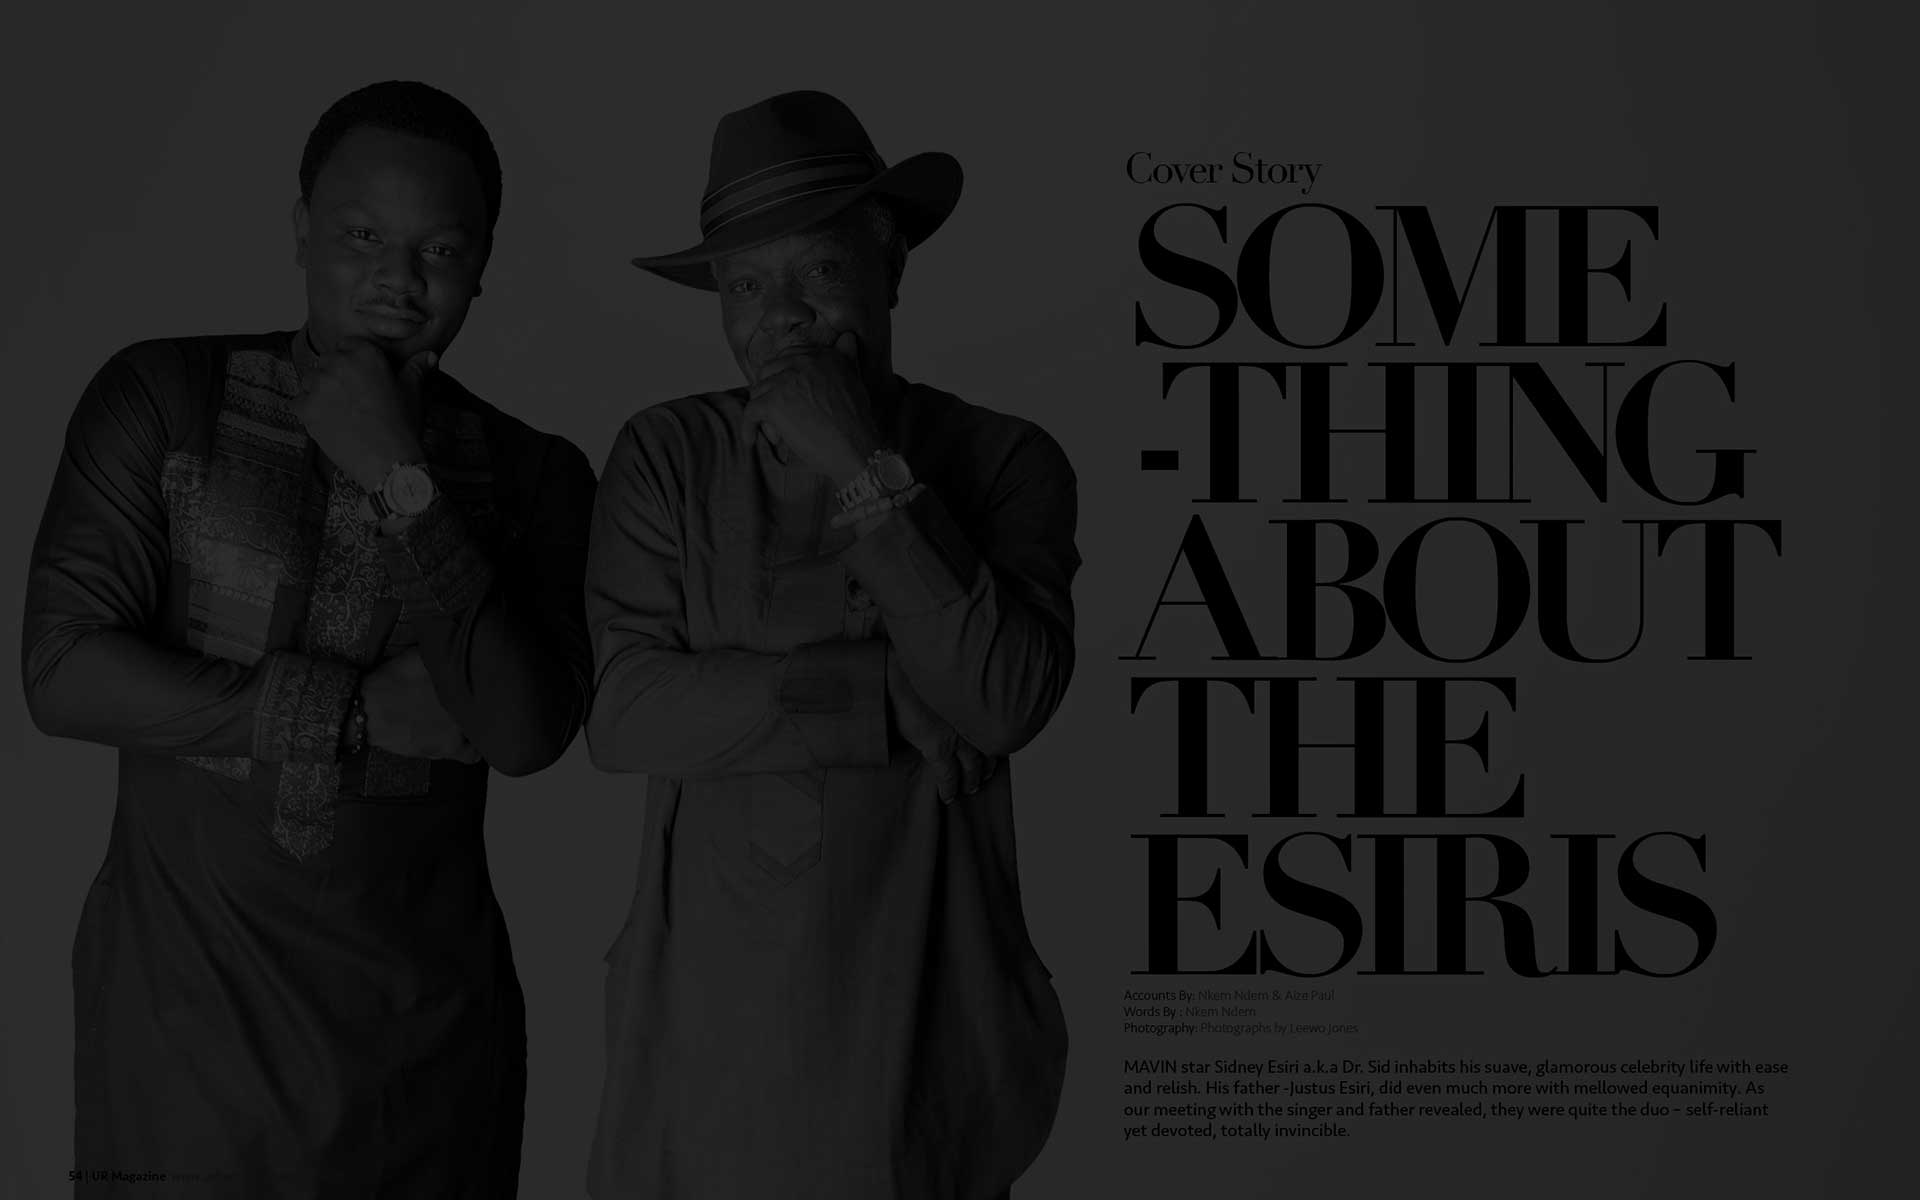 Cover Story
SOME
-THING
ABOUT
THE
ESIRIS
Accounts By: Nkem Ndem & Aize Paul
Words By : Nkem Ndem
Photography: Photographs by Leewo Jones
MAVIN star Sidney Esiri a.k.a Dr. Sid inhabits his suave, glamorous celebrity life with ease
and relish. His father -Justus Esiri, did even much more with mellowed equanimity. As
our meeting with the singer and father revealed, they were quite the duo – self-reliant
yet devoted, totally invincible.
54 | UR Magazine